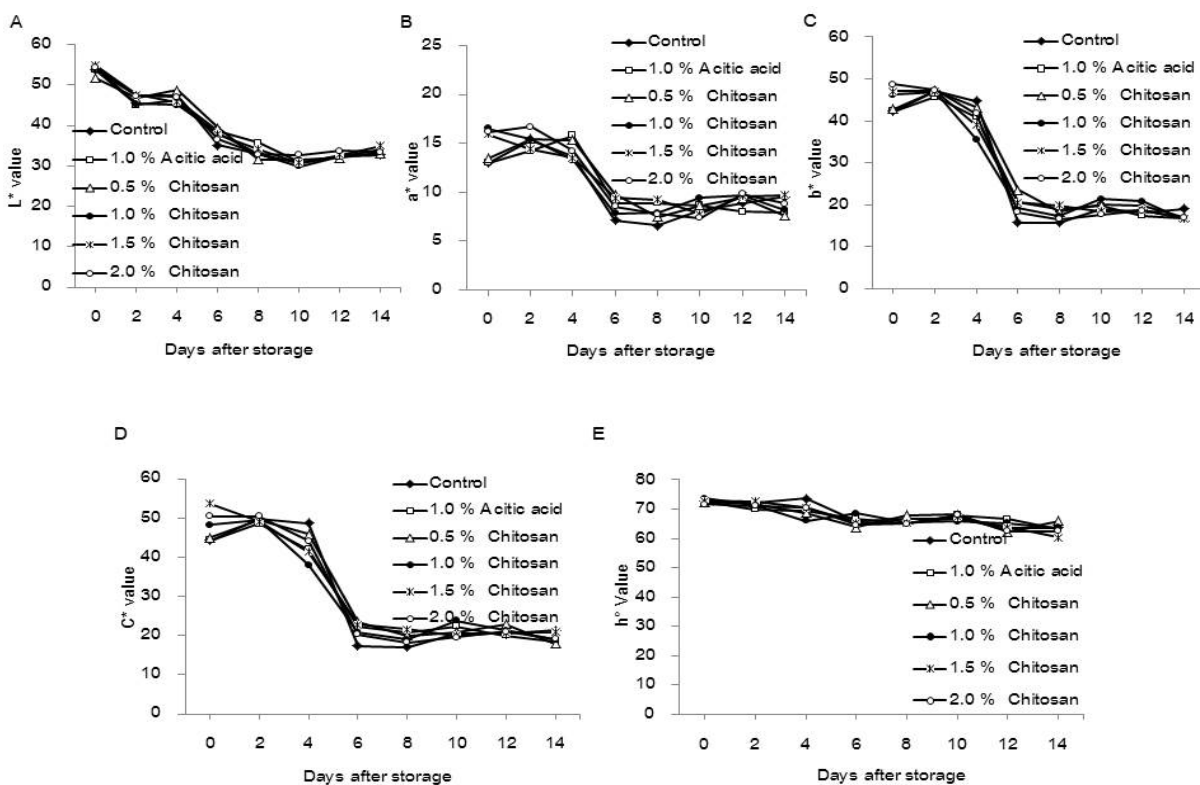 A
60
50
40
30
20
10
0
L* value
Control
1.0 % Acitic acid
0.5 % Chitosan
1.0 % Chitosan
1.5 % Chitosan
2.0 % Chitosan
0 2 4 6 8 10 12 14
Days after storage
B
25
20
15
10
5
0
a* value
Control
1.0 % Acitic acid
0.5 % Chitosan
1.0 % Chitosan
1.5 % Chitosan
2.0 % Chitosan
0 2 4 6 8 10 12 14
Days after storage
C
60
50
40
30
20
10
0
b* value
Control
1.0 % Acitic acid
0.5 % Chitosan
1.0 % Chitosan
1.5 % Chitosan
2.0 % Chitosan
0 2 4 6 8 10 12 14
Days after storage
D
60
50
40
30
20
10
0
C* value
Control
1.0 % Acitic acid
0.5 % Chitosan
1.0 % Chitosan
1.5 % Chitosan
2.0 % Chitosan
0 2 4 6 8 10 12 14
Days after storage
E
80
70
60
50
40
30
20
10
0
h° Value
Control
1.0 % Acitic acid
0.5 % Chitosan
1.0 % Chitosan
1.5 % Chitosan
2.0 % Chitosan
0 2 4 6 8 10 12 14
Days after storage